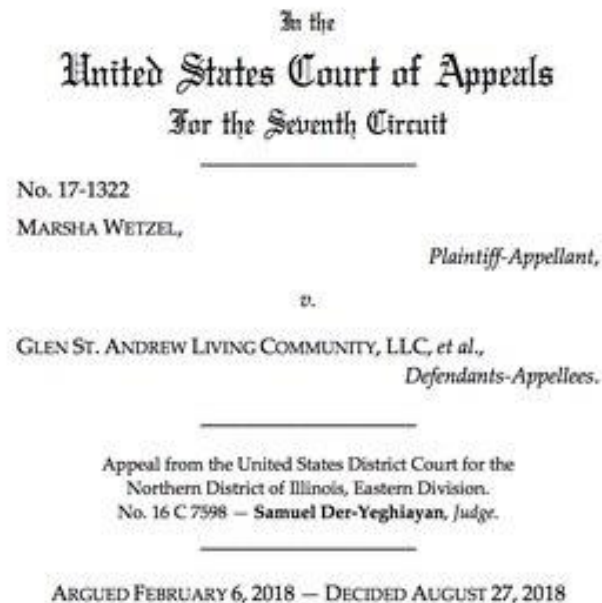 In the
United States Court of Appeals
For the Seventh Circuit
No. 17-1322
MARSHA WETZEL,
Plaintiff-Appellant,
v.
GLEN ST. ANDREW LIVING COMMUNITY, LLC, et al.,
Defendants-Appellees.
Appeal from the United States District Court for the
Northern District of Illinois, Eastern Division.
No. 16 C 7598 — Samuel Der-Yeghiayan, Judge.
ARGUED FEBRUARY 6, 2018 — DECIDED AUGUST 27, 2018